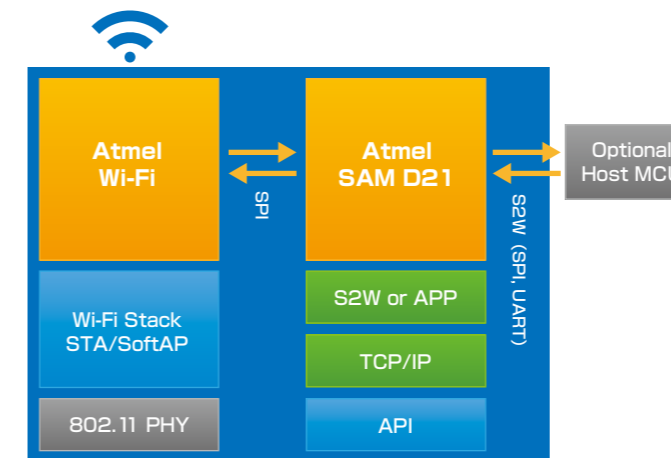 Atmel
Wi-Fi
SPI
Atmel
SAM D21
S2W (SPI, UART)
Optional
Host MCU
Wi-Fi Stack
STA/SoftAP
802.11 PHY
S2W or APP
TCP/IP
API